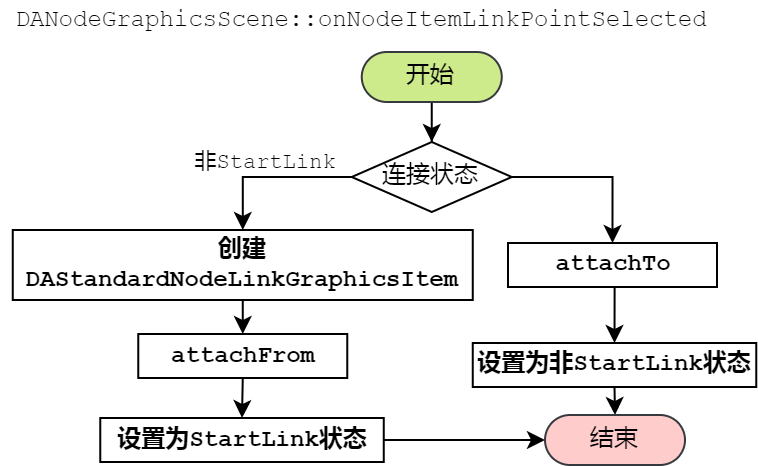 DANodeGraphicsScene::onNodeItemLinkPointSelected
开始
连接状态
非StartLink
创建
DAStandardNodeLinkGraphicsItem
attachTo
attachFrom
设置为非StartLink状态
设置为StartLink状态
结束